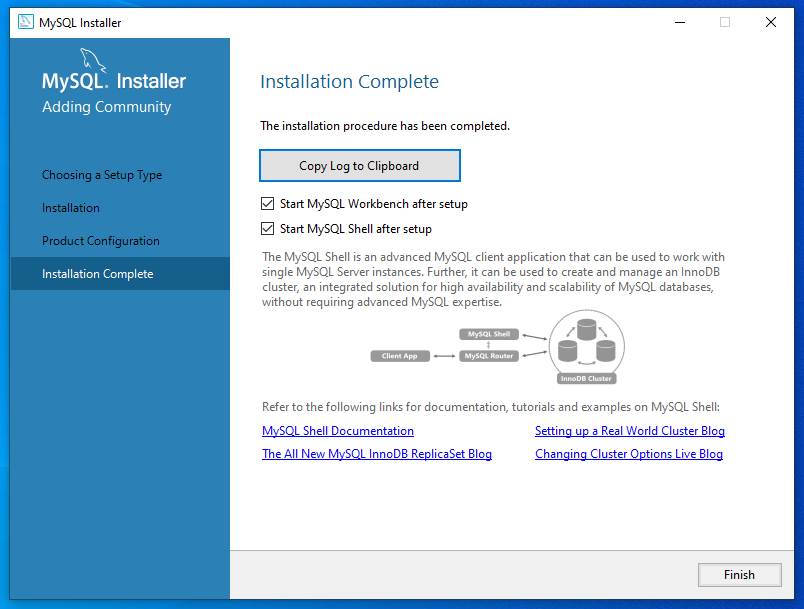 MySQL Installer
MySQL. Installer
Adding Community
Choosing a Setup Type
Installation
Product Configuration
Installation Complete
Installation Complete
The installation procedure has been completed.
Copy Log to Clipboard
Start MySQL Workbench after setup
Start MySQL Shell after setup
The MySQL Shell is an advanced MySQL client application that can be used to work with
single MySQL Server instances. Further, it can be used to create and manage an InnoDB
cluster, an integrated solution for high availability and scalability of MySQL databases,
without requiring advanced MySQL expertise.
MySQL Shell
Client App
MySQL Router
InnoDB Cluster
Refer to the following links for documentation, tutorials and examples on MySQL Shell:
MySQL Shell Documentation
Setting up a Real World Cluster Blog
The All New MySQL InnoDB ReplicaSet Blog
Changing Cluster Options Live Blog
Finish